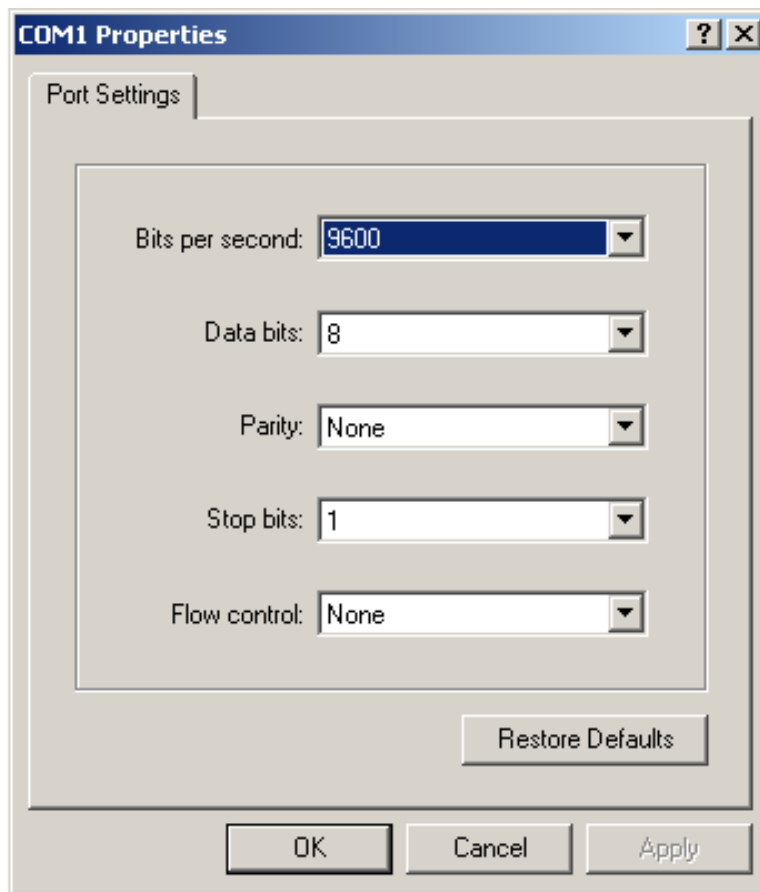 COM1 Properties
Port Settings
Bits per second: 9600
Data bits: 8
Parity: None
Stop bits: 1
Flow control: None
Restore Defaults
OK Cancel Apply